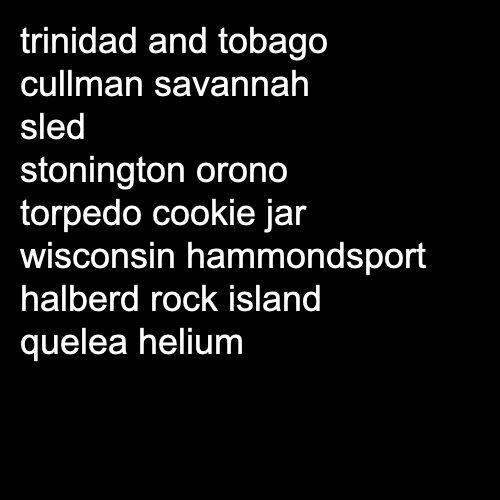 trinidad and tobago
cullman savannah
sled
stonington orono
torpedo cookie jar
wisconsin hammondsport
halberd rock island
quelea helium